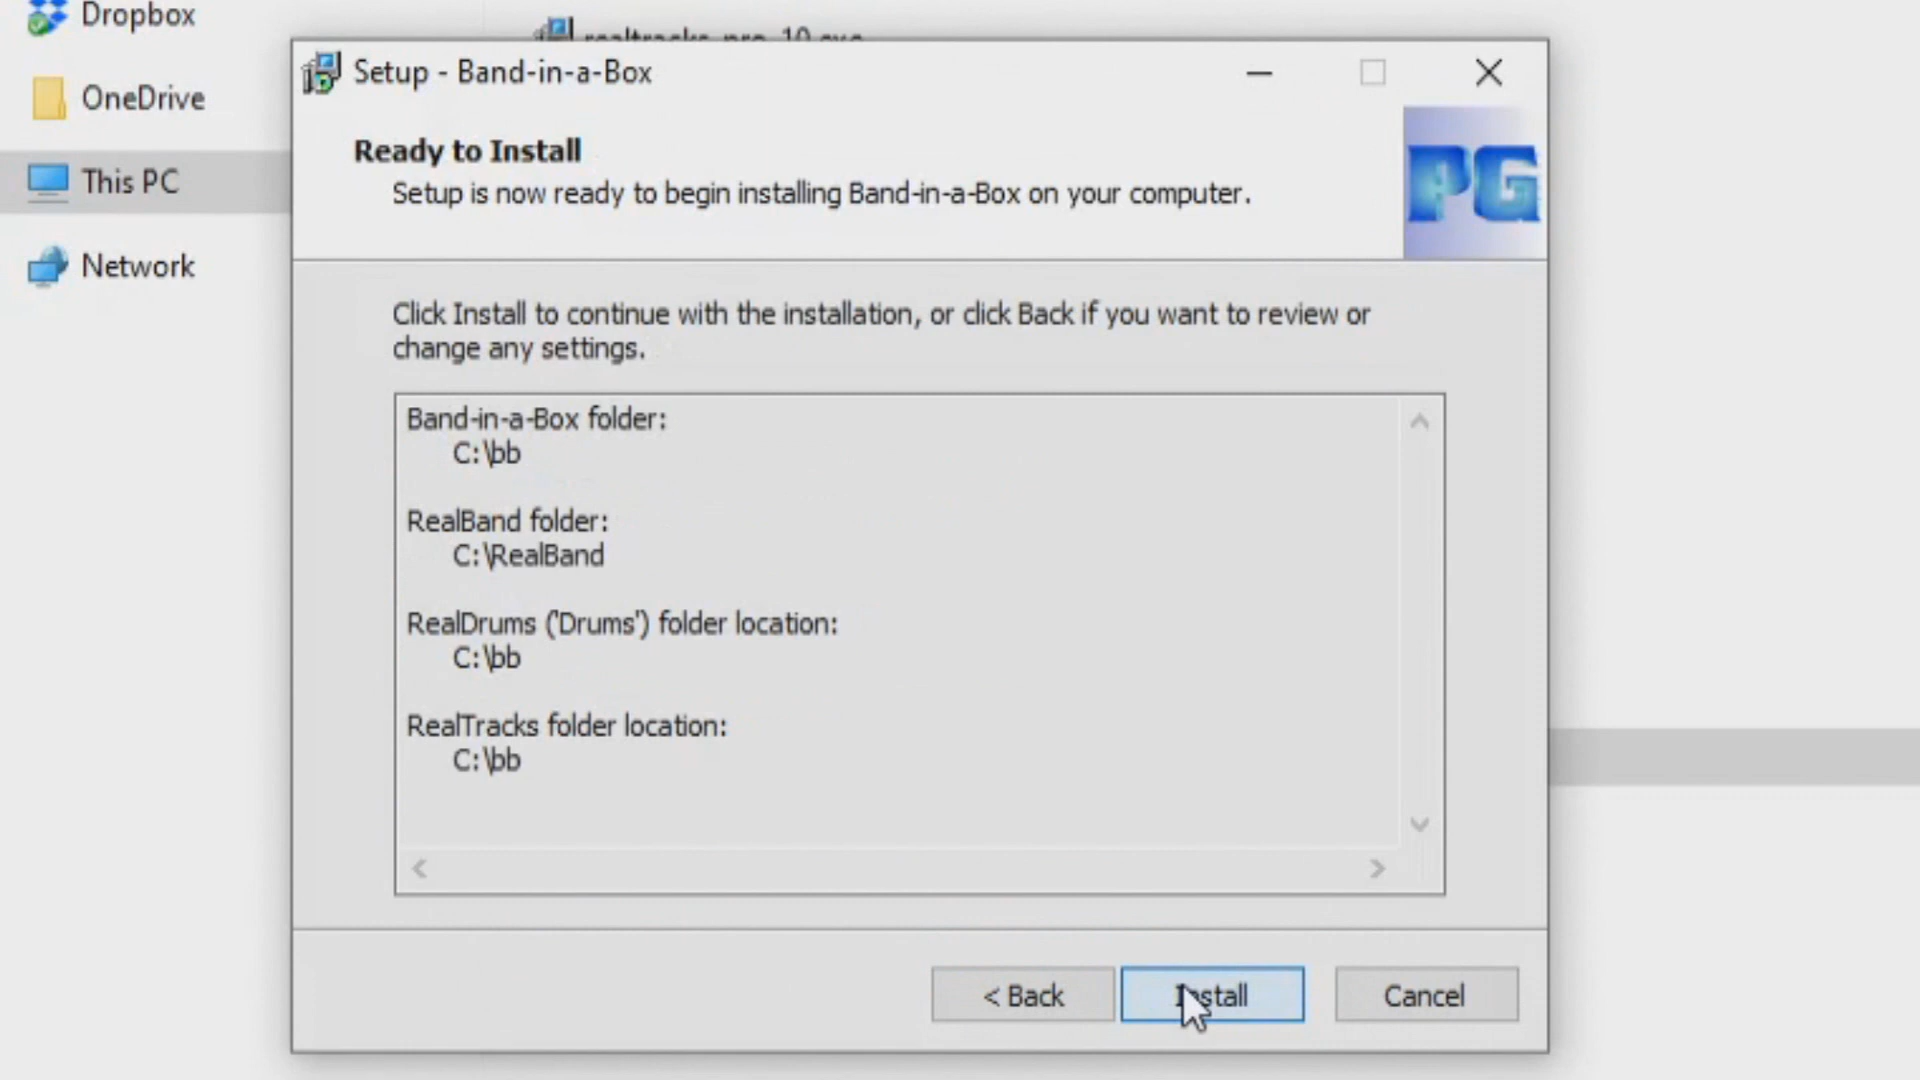 Dropbox
realtracks_pro_10.exe
Setup - Band-in-a-Box
OneDrive
Ready to Install
PG
This PC
Setup is now ready to begin installing Band-in-a-Box on your computer.
Network
Click Install to continue with the installation, or click Back if you want to review or
change any settings.
Band-in-a-Box folder:
C:\bb
RealBand folder:
C:\RealBand
RealDrums ('Drums') folder location:
C:\bb
RealTracks folder location:
C:\bb
< Back
Install
Cancel